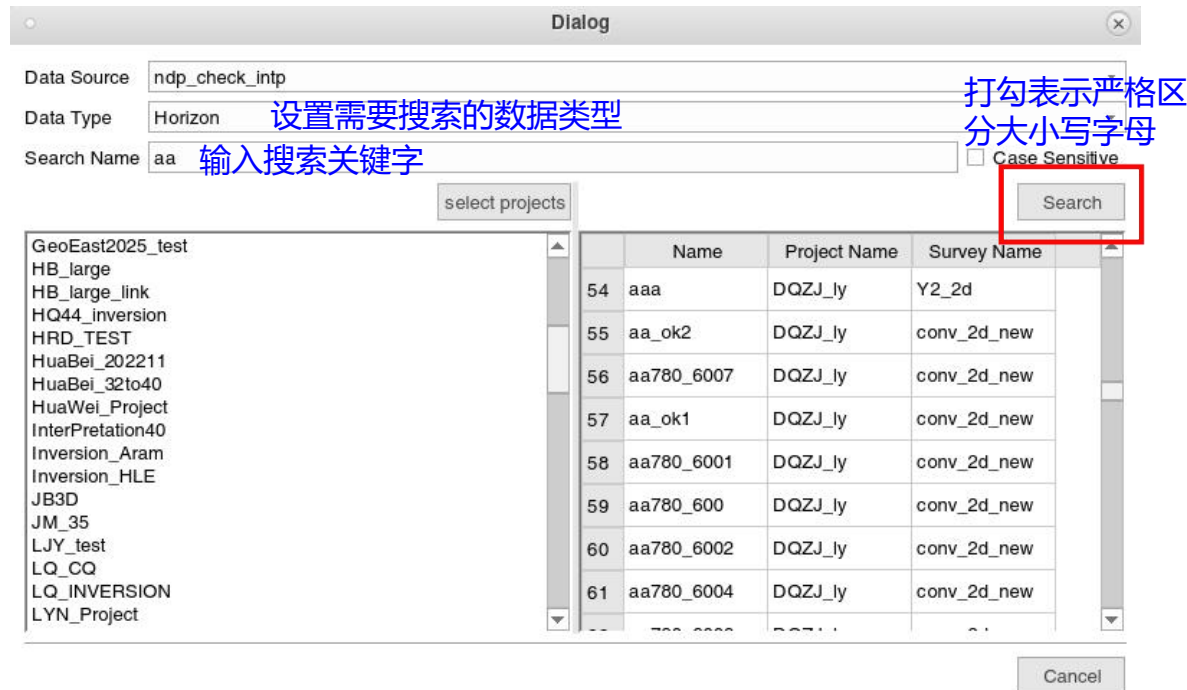 Dialog
Data Source ndp_check_intp
Data Type Horizon 设置需要搜索的数据类型
打勾表示严格区
分大小写字母
Search Name aa 输入搜索关键字 Case Sensitive
select projects Search
GeoEast2025_test
HB_large
HB_large_link
HQ44_inversion
HRD_TEST
HuaBei_202211
HuaBei_32to40
HuaWei_Project
InterPretation40
Inversion_Aram
Inversion_HLE
JB3D
JM_35
LJY_test
LQ_CQ
LQ_INVERSION
LYN_Project
Name Project Name Survey Name
54 aaa DQZJ_ly Y2_2d
55 aa_ok2 DQZJ_ly conv_2d_new
56 aa780_6007 DQZJ_ly conv_2d_new
57 aa_ok1 DQZJ_ly conv_2d_new
58 aa780_6001 DQZJ_ly conv_2d_new
59 aa780_600 DQZJ_ly conv_2d_new
60 aa780_6002 DQZJ_ly conv_2d_new
61 aa780_6004 DQZJ_ly conv_2d_new
Cancel